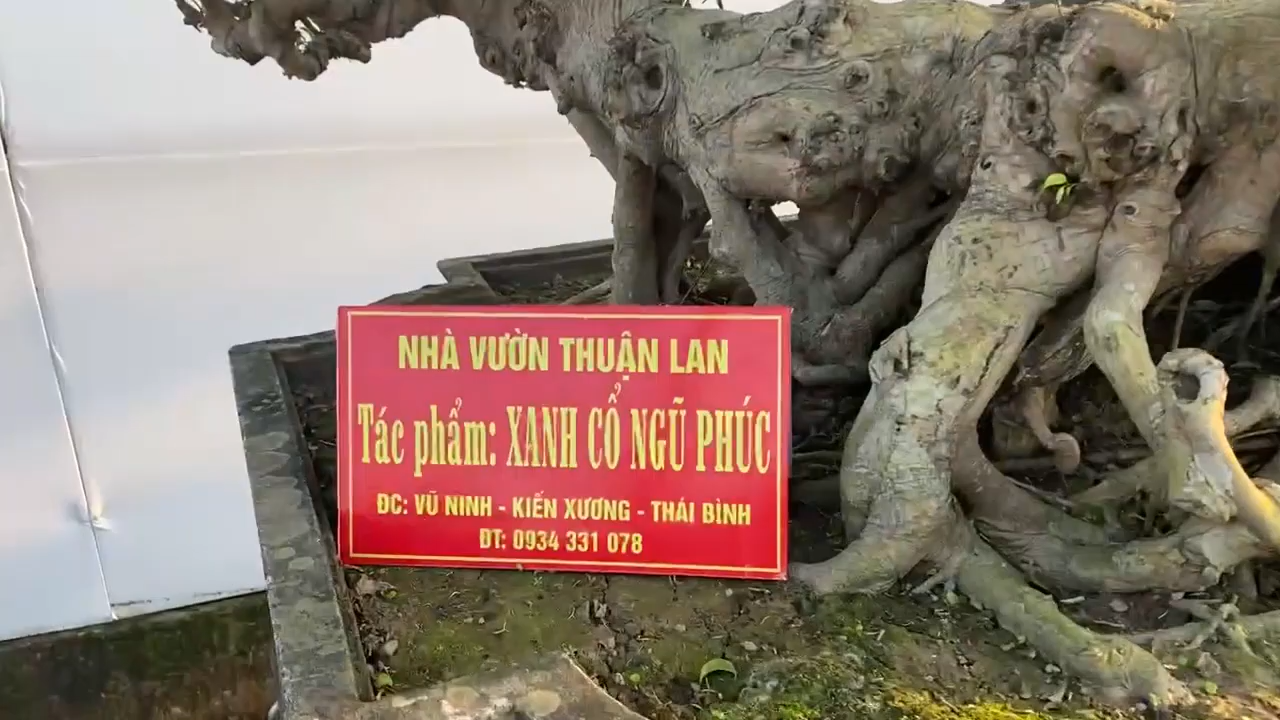 NHÀ VƯỜN THUẬN LAN
Tác phẩm: XANH CỔ NGŨ PHÚC
ĐC: VŨ NINH - KIẾN XƯƠNG - THÁI BÌNH
ĐT: 0934 331 078